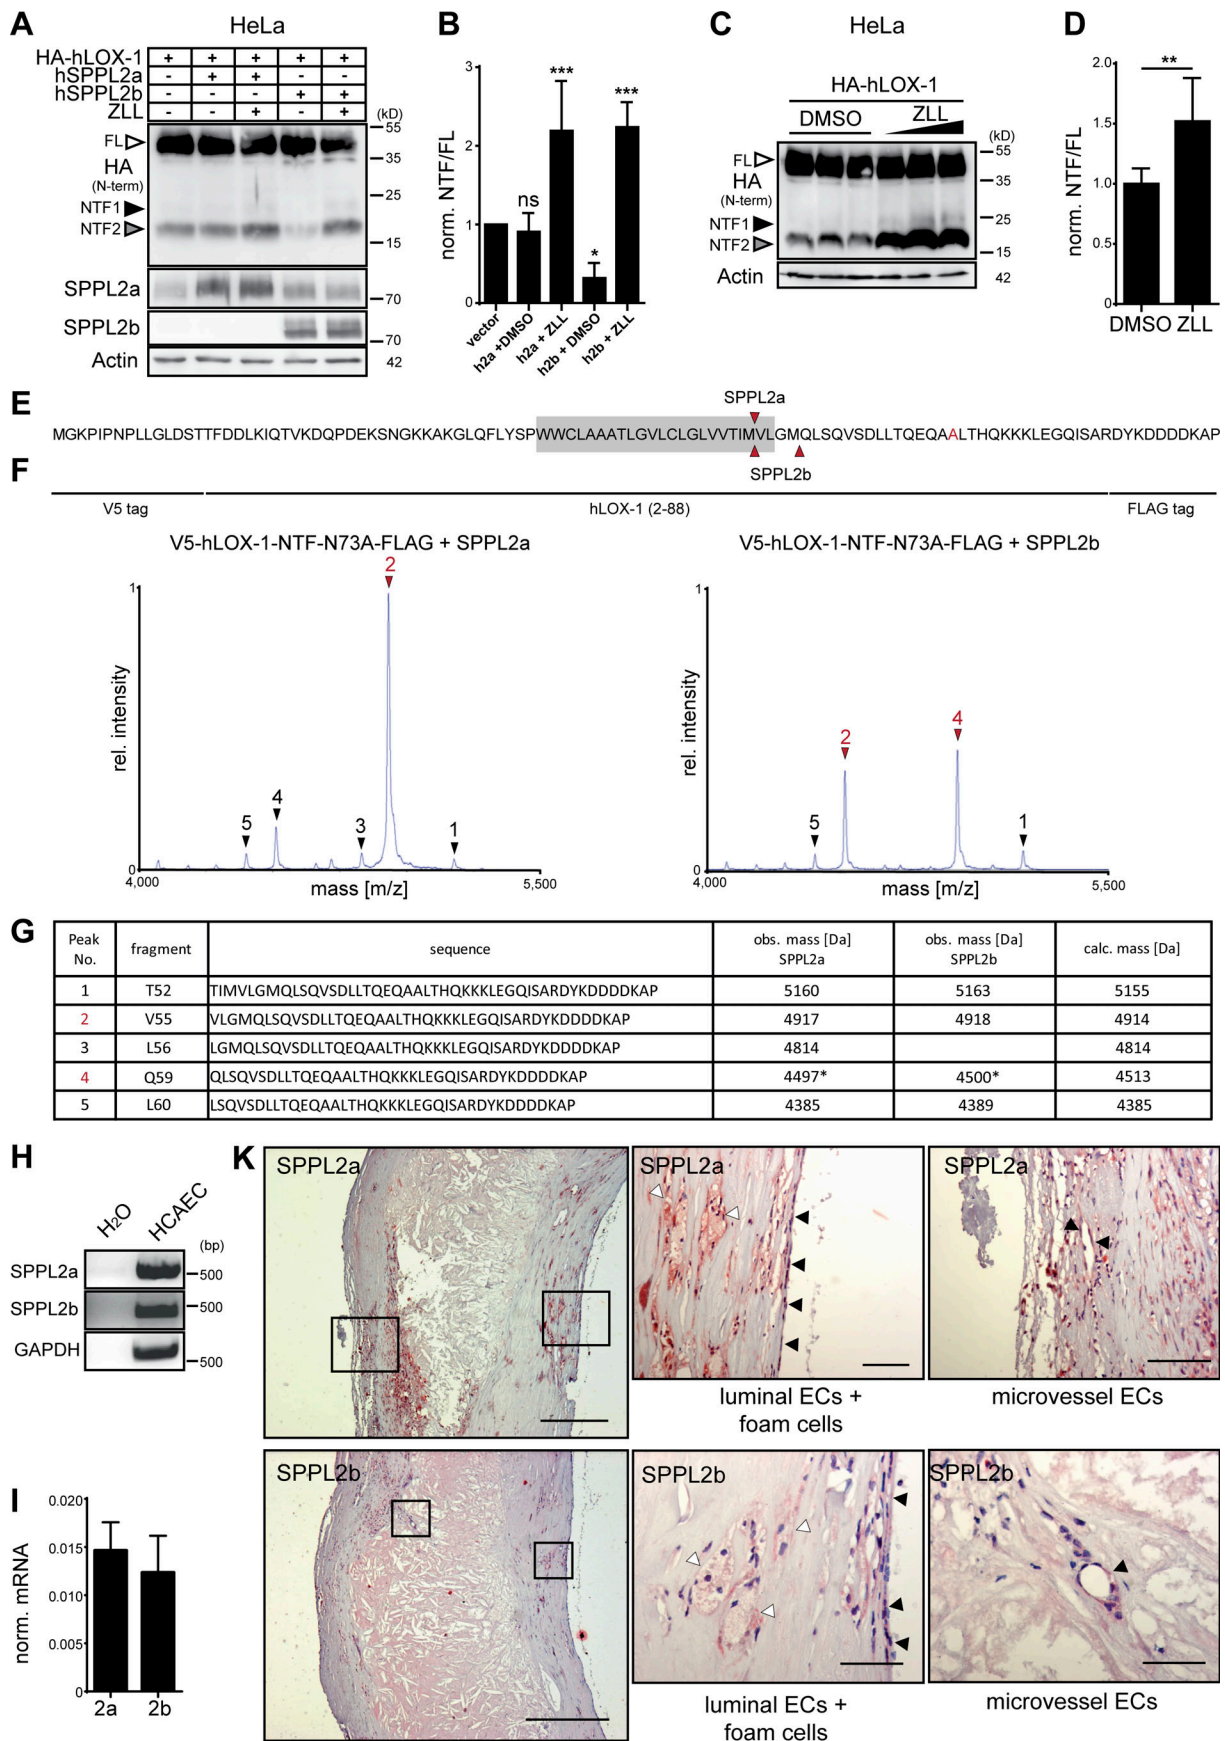 A
HeLa
HA-hLOX-1 + + + + +
hSPPL2a - + + - -
hSPPL2b - - - + +
ZLL - - + - +
(kD)
FL
HA
(N-term)
NTF1
NTF2
55
35
25
15
SPPL2a
70
SPPL2b
70
Actin
42
B
norm. NTF/FL
3
2
1
0
ns
***
*
***
vector
h2a +DMSO
h2a + ZLL
h2b + DMSO
h2b + ZLL
C
HeLa
HA-hLOX-1
DMSO ZLL
(kD)
FL
HA
(N-term)
NTF1
NTF2
55
35
25
15
Actin
42
D
norm. NTF/FL
2.0
1.5
1.0
0.5
0
**
DMSO ZLL
E
SPPL2a
MGKPIPNPLLGLDSTTFDDLKIQTVKDQPDEKSNGKKAKGLQFLYSPWWCLAAATLGVLCLGLVVTIMVLGMQLSQVSDLLTQEQAALTHQKKKLEGQISARDYKDDDDKAP
SPPL2b
V5 tag
hLOX-1 (2-88)
FLAG tag
F
V5-hLOX-1-NTF-N73A-FLAG + SPPL2a
rel. intensity
1
0
5
4
3
2
1
4,000
mass [m/z]
5,500
V5-hLOX-1-NTF-N73A-FLAG + SPPL2b
rel. intensity
1
0
5
2
4
1
4,000
mass [m/z]
5,500
G
Peak No. fragment sequence obs. mass [Da] SPPL2a obs. mass [Da] SPPL2b calc. mass [Da]
1 T52 TIMVLGMQLSQVSDLLTQEQAALTHQKKKLEGQISARDYKDDDDKAP 5160 5163 5155
2 V55 VLGMQLSQVSDLLTQEQAALTHQKKKLEGQISARDYKDDDDKAP 4917 4918 4914
3 L56 LGMQLSQVSDLLTQEQAALTHQKKKLEGQISARDYKDDDDKAP 4814 4814
4 Q59 QLSQVSDLLTQEQAALTHQKKKLEGQISARDYKDDDDKAP 4497* 4500* 4513
5 L60 LSQVSDLLTQEQAALTHQKKKLEGQISARDYKDDDDKAP 4385 4389 4385
H
H2O
HCAEC
(bp)
SPPL2a
500
SPPL2b
500
GAPDH
500
I
norm. mRNA
0.020
0.015
0.010
0.005
0
2a 2b
K
SPPL2a
SPPL2a
SPPL2a
luminal ECs +
foam cells
microvessel ECs
SPPL2b
SPPL2b
SPPL2b
luminal ECs +
foam cells
microvessel ECs